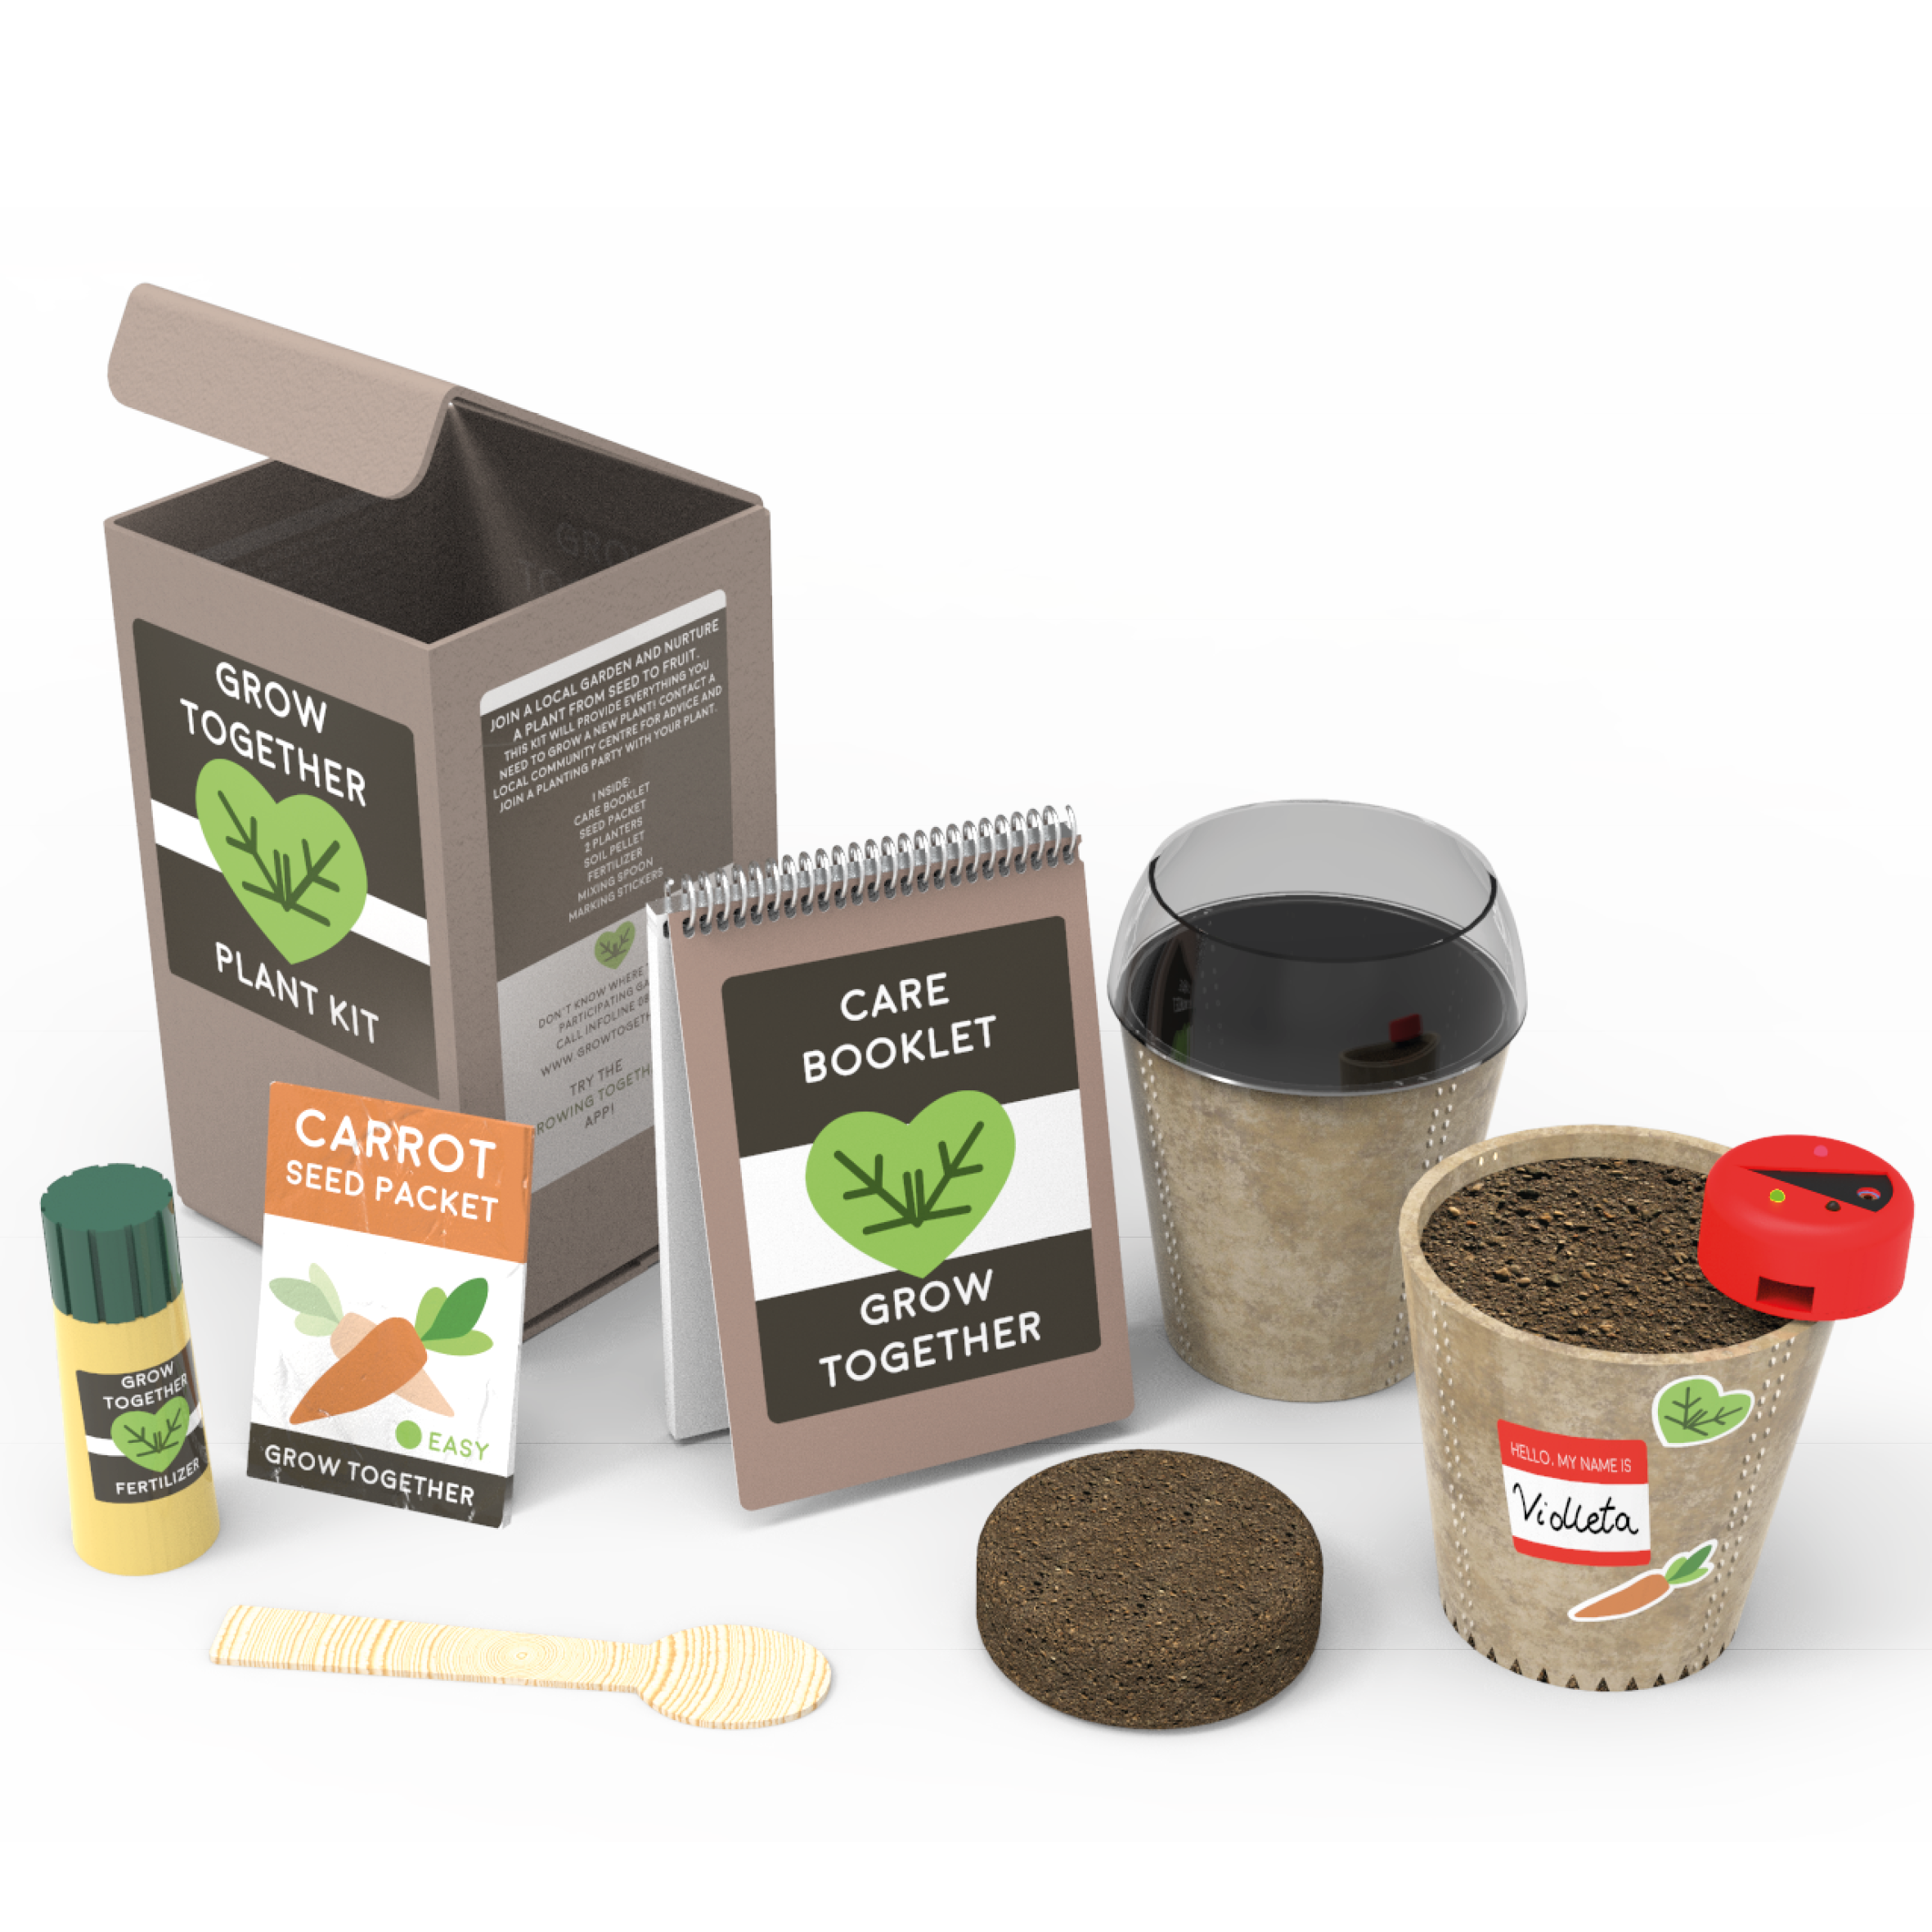 GROW
TOGETHER
PLANT KIT
JOIN A LOCAL GARDEN AND NURTURE
A PLANT FROM SEED TO FRUIT.
THIS KIT WILL PROVIDE EVERYTHING YOU
NEED TO GROW A NEW PLANT! CONTACT A
LOCAL COMMUNITY CENTRE FOR ADVICE AND
JOIN A PLANTING PARTY WITH YOUR PLANT.
INSIDE:
CARE BOOKLET
SEED PACKET
2 PLANTERS
SOIL PELLET
FERTILIZER
MIXING SPOON
MARKING STICKERS
DON'T KNOW WHERE
PARTICIPATING
CALL INFOLINE
TRY THE
APP!
CARE
BOOKLET
GROW
TOGETHER
CARROT
SEED PACKET
EASY
GROW TOGETHER
GROW
TOGETHER
FERTILIZER
HELLO, MY NAME IS
Violleta